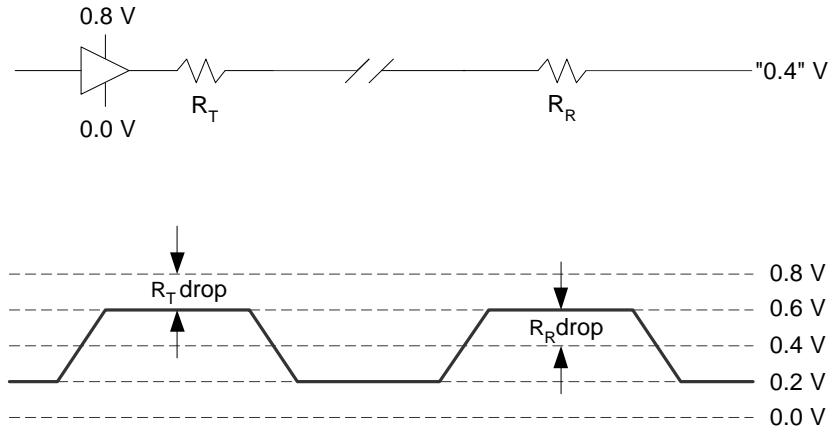 0.8 V
"0.4" V
R_T
R_R
0.0 V
0.8 V
R_T drop
0.6 V
R_R drop
0.4 V
0.2 V
0.0 V